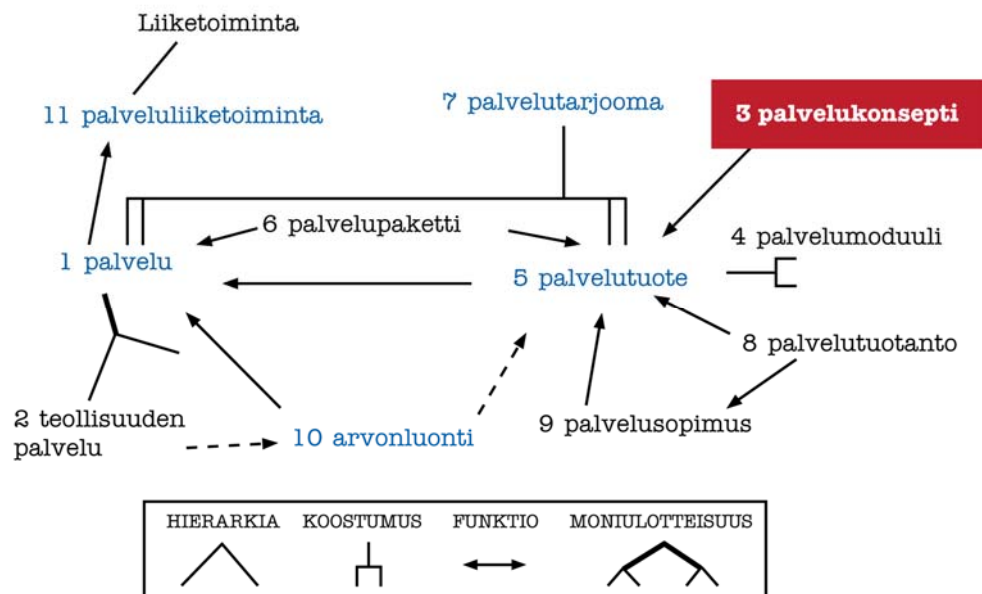 Liiketoiminta
11 palveluliiketoiminta
7 palvelutarjooma
3 palvelukonsepti
6 palvelupaketti
4 palvelumoduuli
1 palvelu
5 palvelutuote
8 palvelutuotanto
2 teollisuuden
palvelu
10 arvonluonti
9 palvelusopimus
HIERARKIA KOOSTUMUS FUNKTIO MONIULOTTEISUUS